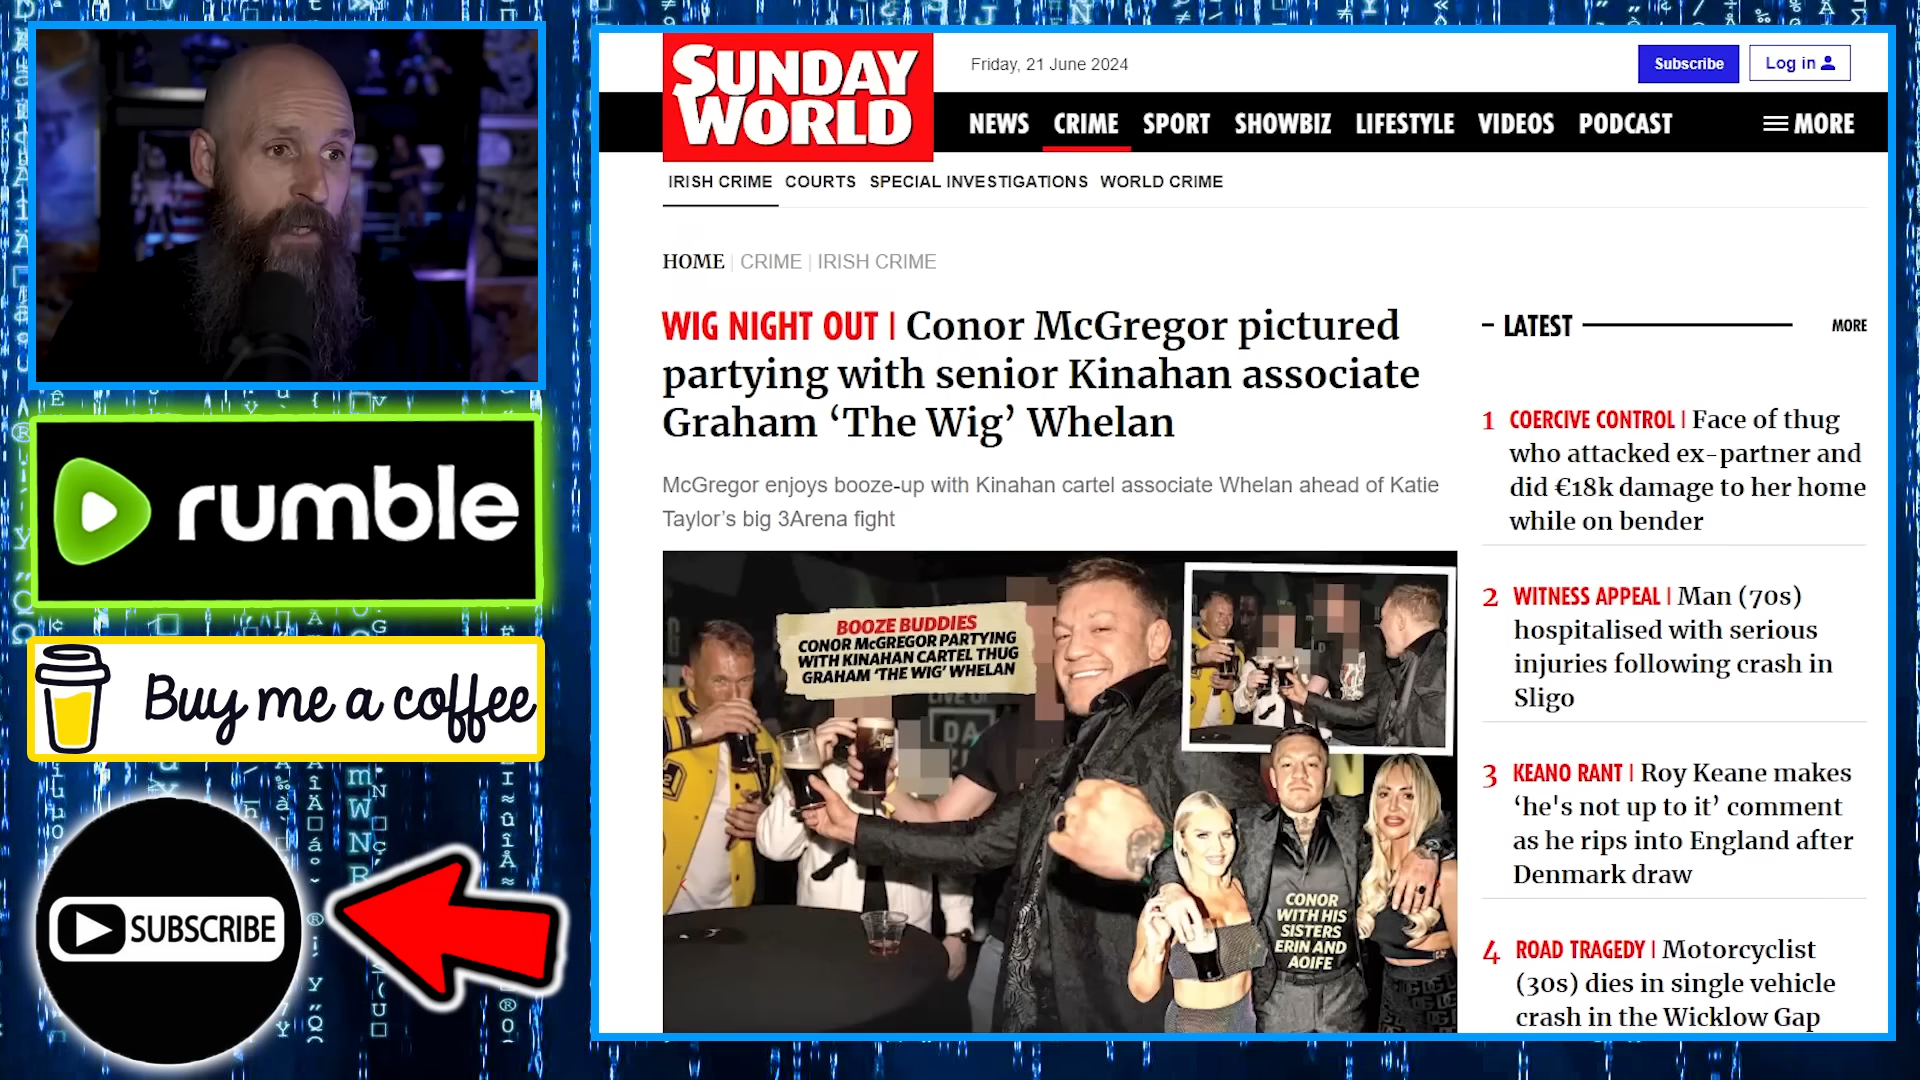 SUNDAY
WORLD
Friday, 21 June 2024
Subscribe
Log in
NEWS CRIME SPORT SHOWBIZ LIFESTYLE VIDEOS PODCAST MORE
IRISH CRIME COURTS SPECIAL INVESTIGATIONS WORLD CRIME
HOME | CRIME | IRISH CRIME
WIG NIGHT OUT | Conor McGregor pictured
partying with senior Kinahan associate
Graham ‘The Wig’ Whelan
McGregor enjoys booze-up with Kinahan cartel associate Whelan ahead of Katie
Taylor’s big 3Arena fight
BOOZE BUDDIES
CONOR McGREGOR PARTYING
WITH KINAHAN CARTEL THUG
GRAHAM ‘THE WIG’ WHELAN
CONOR
WITH HIS
SISTERS
ERIN AND
AOIFE
LATEST
MORE
1 COERCIVE CONTROL | Face of thug
who attacked ex-partner and
did €18k damage to her home
while on bender
2 WITNESS APPEAL | Man (70s)
hospitalised with serious
injuries following crash in
Sligo
3 KEANO RANT | Roy Keane makes
‘he's not up to it’ comment
as he rips into England after
Denmark draw
4 ROAD TRAGEDY | Motorcyclist
(30s) dies in single vehicle
crash in the Wicklow Gap
rumble
Buy me a coffee
SUBSCRIBE